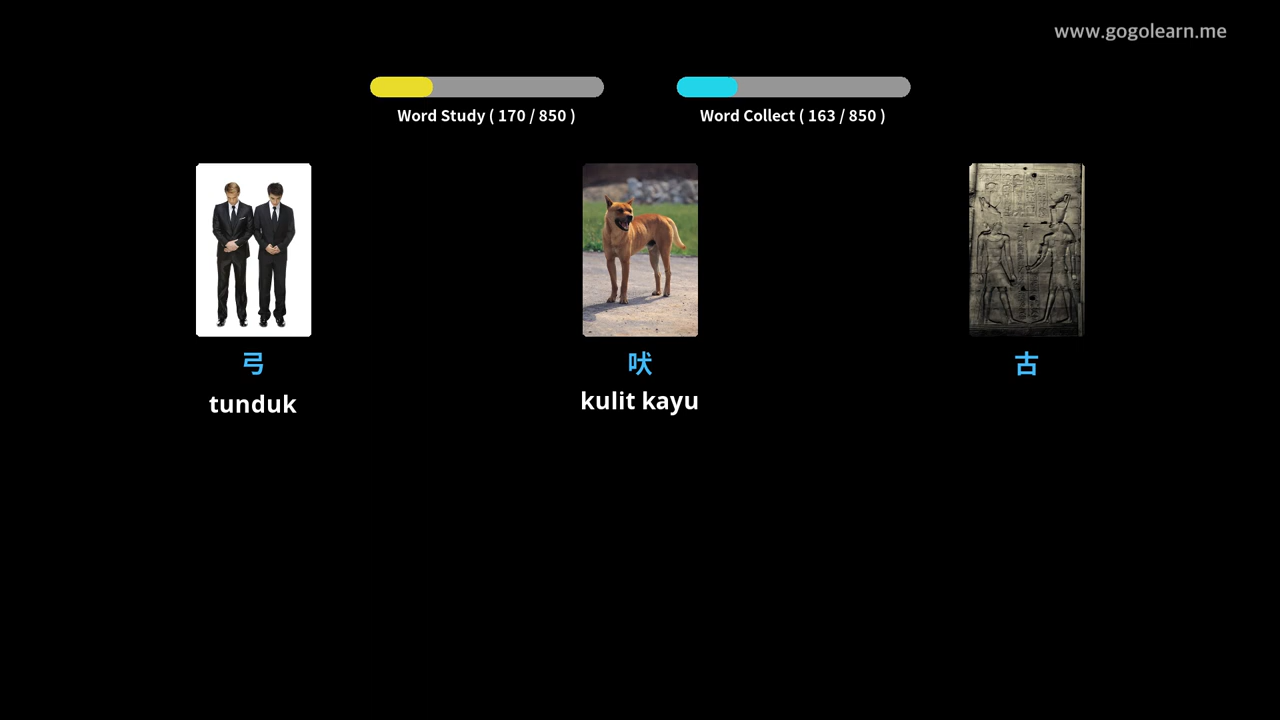 www.gogolearn.me
Word Study ( 170 / 850 )
Word Collect ( 163 / 850 )
弓
吠
古
tunduk
kulit kayu